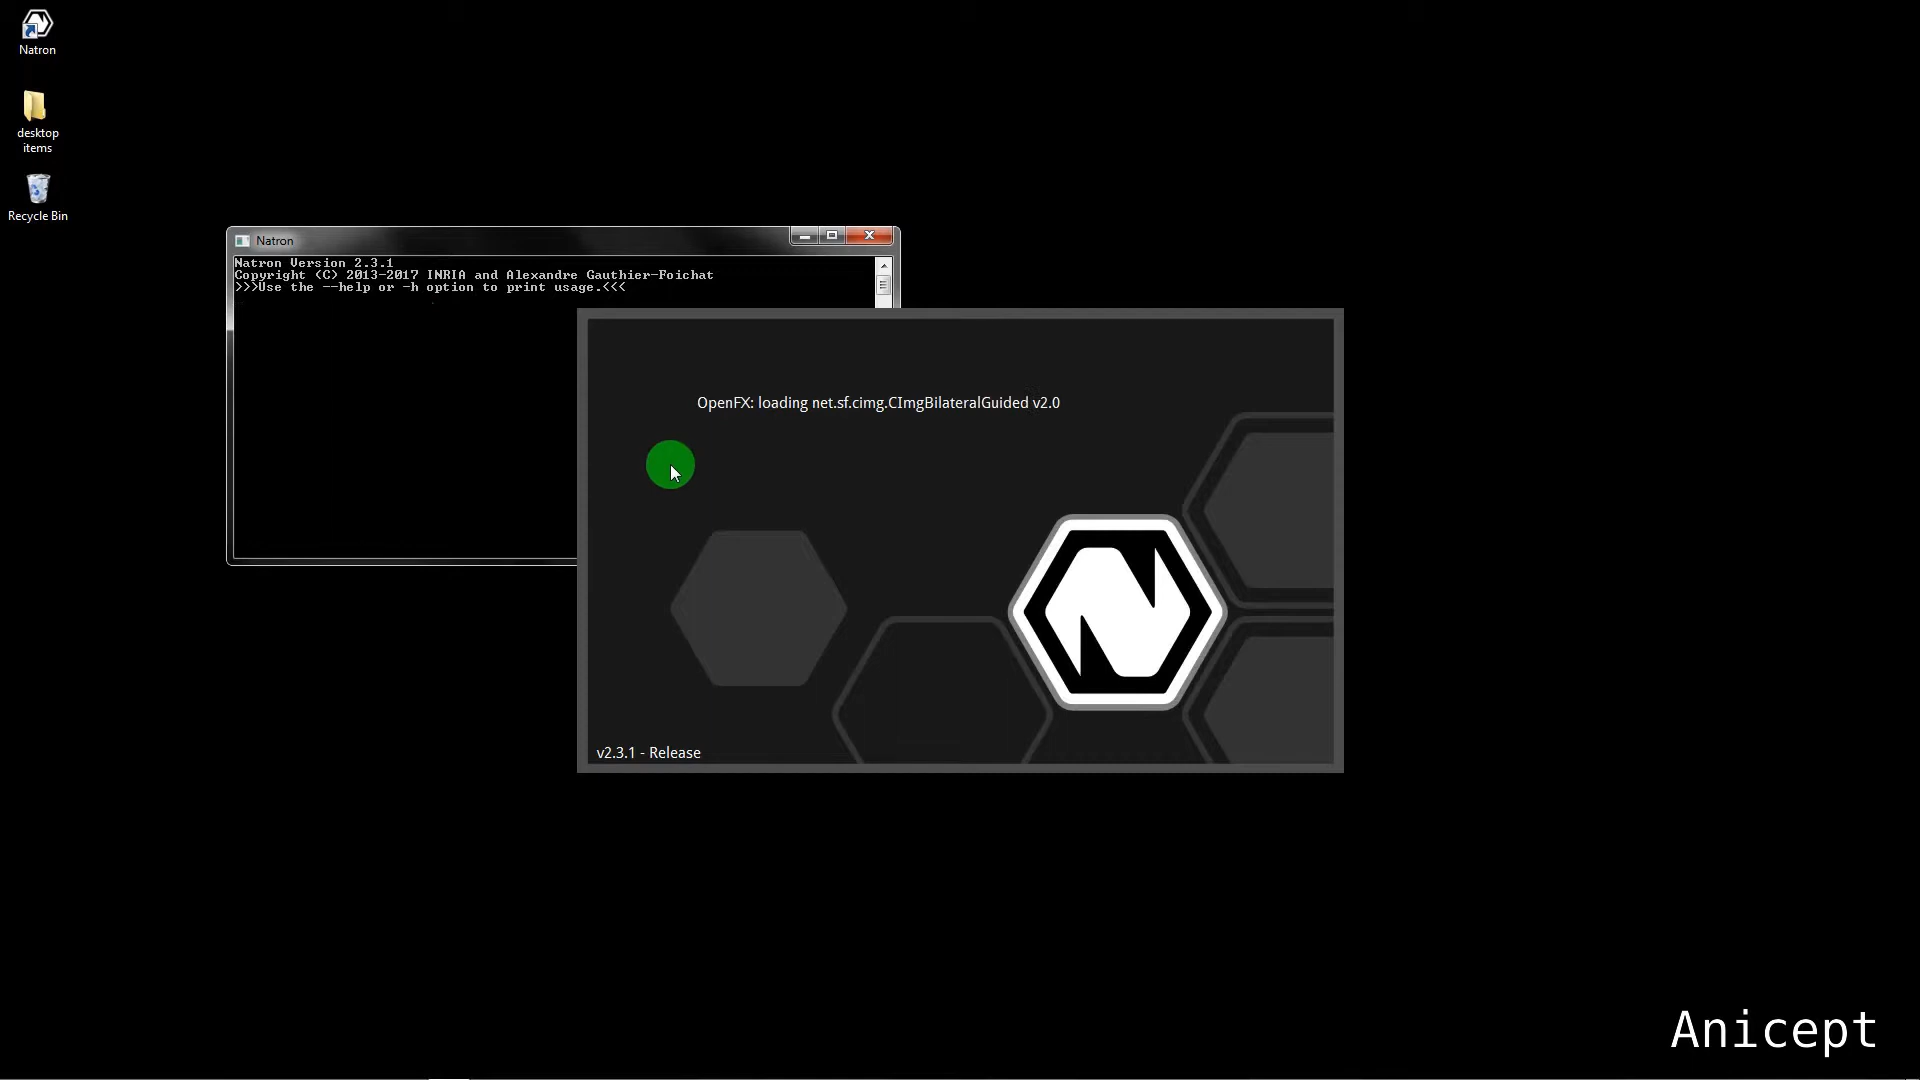 Natron
desktop
items
Recycle Bin
Natron
Natron Version 2.3.1
Copyright (C) 2013-2017 INRIA and Alexandre Gauthier-Foichat
>>>Use the --help or -h option to print usage.<<<
OpenFX: loading net.sf.cimg.CImgBilateralGuided v2.0
v2.3.1 - Release
Anicept